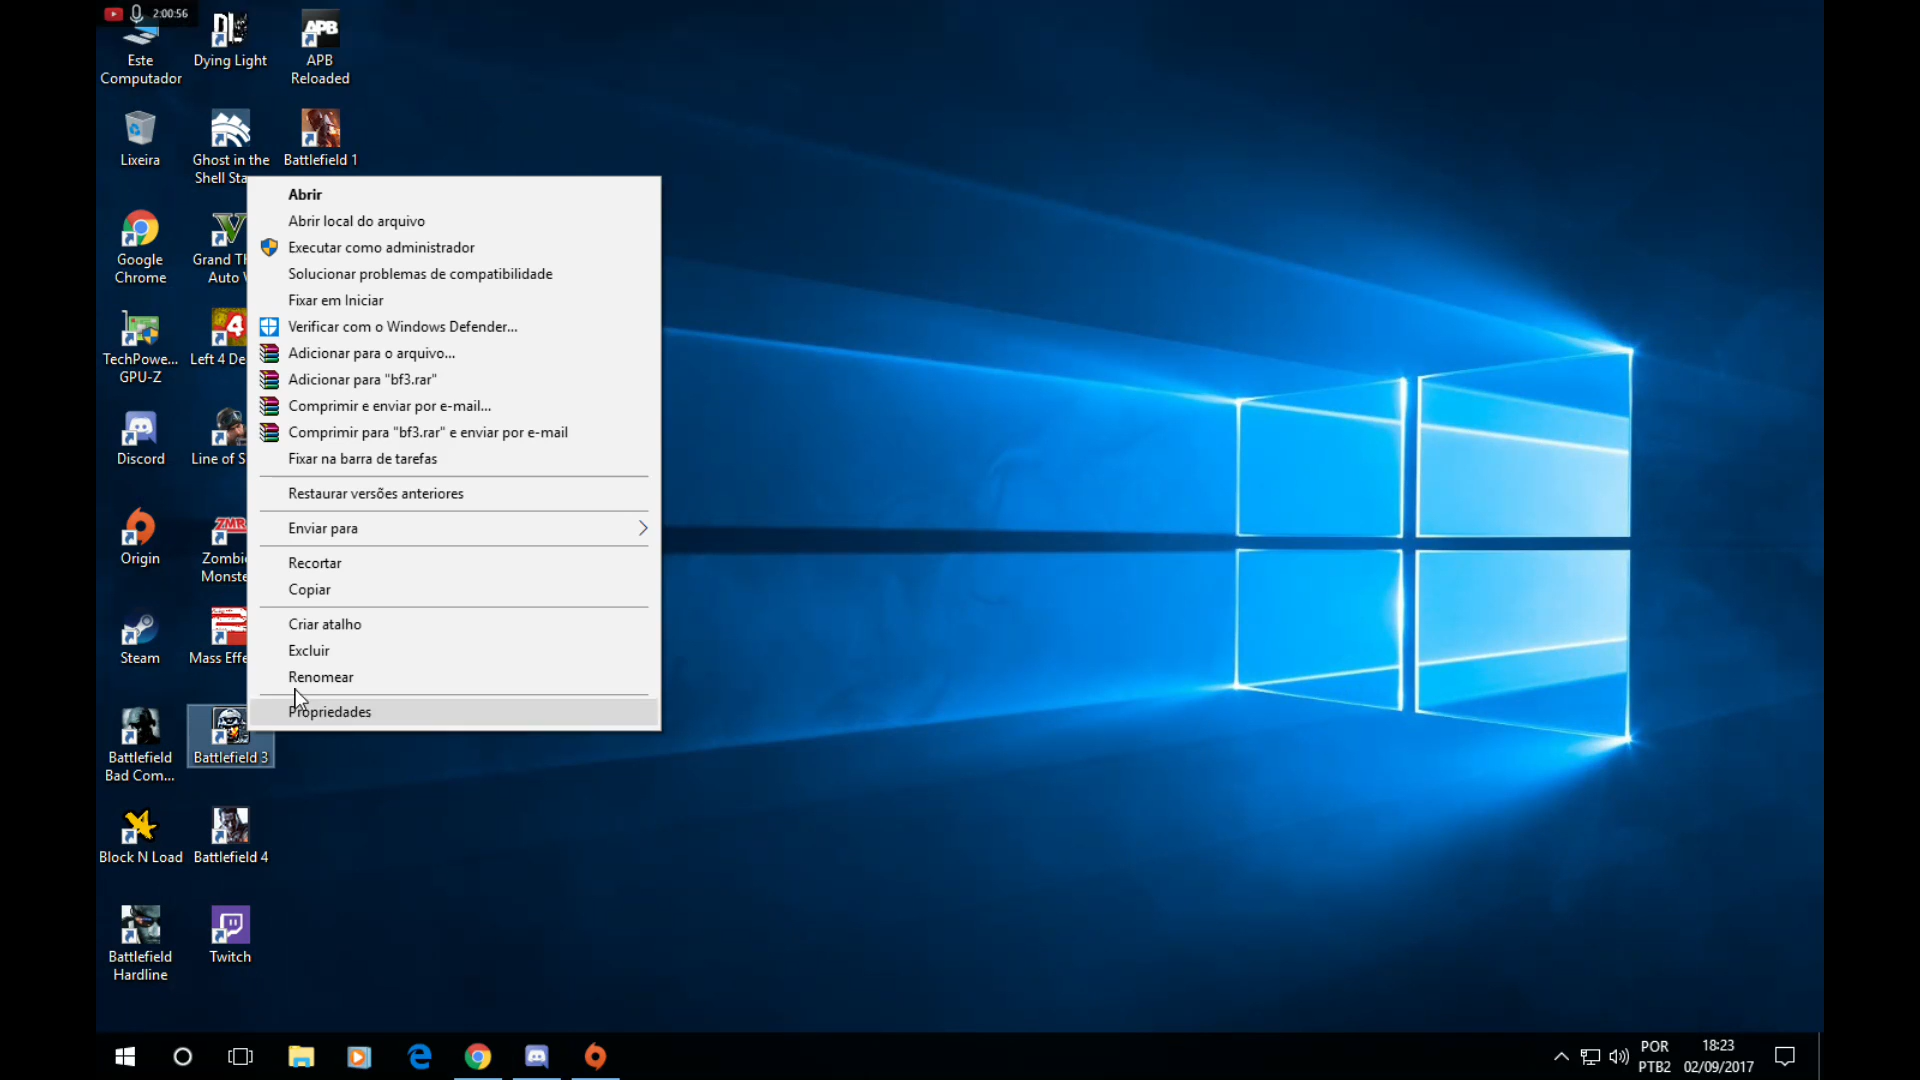 2:00:56
Este
Computador
Dying Light
APB
APB
Reloaded
Lixeira
Ghost in the
Shell Sta...
Battlefield 1
Google
Chrome
Grand Th
Auto
TechPowe...
GPU-Z
4
Left 4 De
Discord
Line of S
Origin
ZMR
Zombi
Monste
Steam
Mass Effe
Battlefield
Bad Com...
Battlefield 3
Block N Load
Battlefield 4
Battlefield
Hardline
Twitch
Abrir
Abrir local do arquivo
Executar como administrador
Solucionar problemas de compatibilidade
Fixar em Iniciar
Verificar com o Windows Defender...
Adicionar para o arquivo...
Adicionar para "bf3.rar"
Comprimir e enviar por e-mail...
Comprimir para "bf3.rar" e enviar por e-mail
Fixar na barra de tarefas
Restaurar versões anteriores
Enviar para
Recortar
Copiar
Criar atalho
Excluir
Renomear
Propriedades
POR
PTB2
18:23
02/09/2017